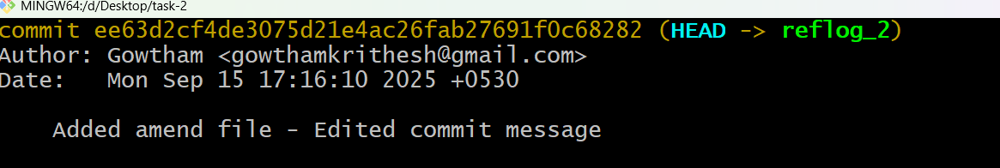 MINGW64:/d/Desktop/task-2
commit ee63d2cf4de3075d21e4ac26fab27691f0c68282 (HEAD -> reflog_2)
Author: Gowtham <gowthamkrithesh@gmail.com>
Date:   Mon Sep 15 17:16:10 2025 +0530
    Added amend file - Edited commit message